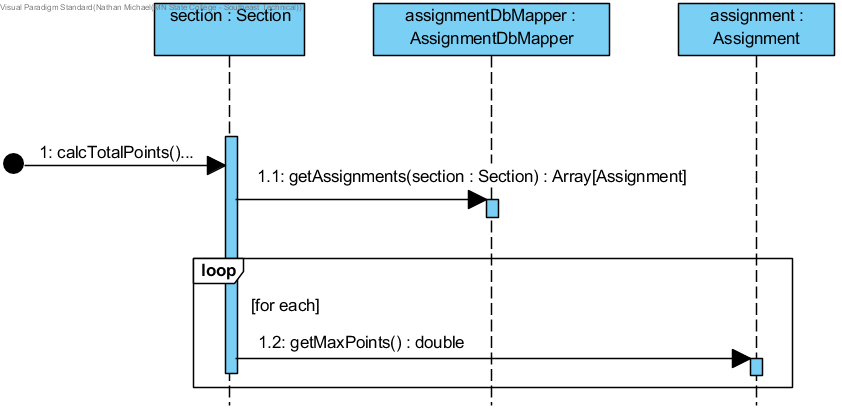 Visual Paradigm Standard(Nathan Michael(MN State College - Southeast Technical))
section : Section
assignmentDbMapper :
AssignmentDbMapper
assignment :
Assignment
1: calcTotalPoints()...
1.1: getAssignments(section : Section) : Array[Assignment]
loop
[for each]
1.2: getMaxPoints() : double